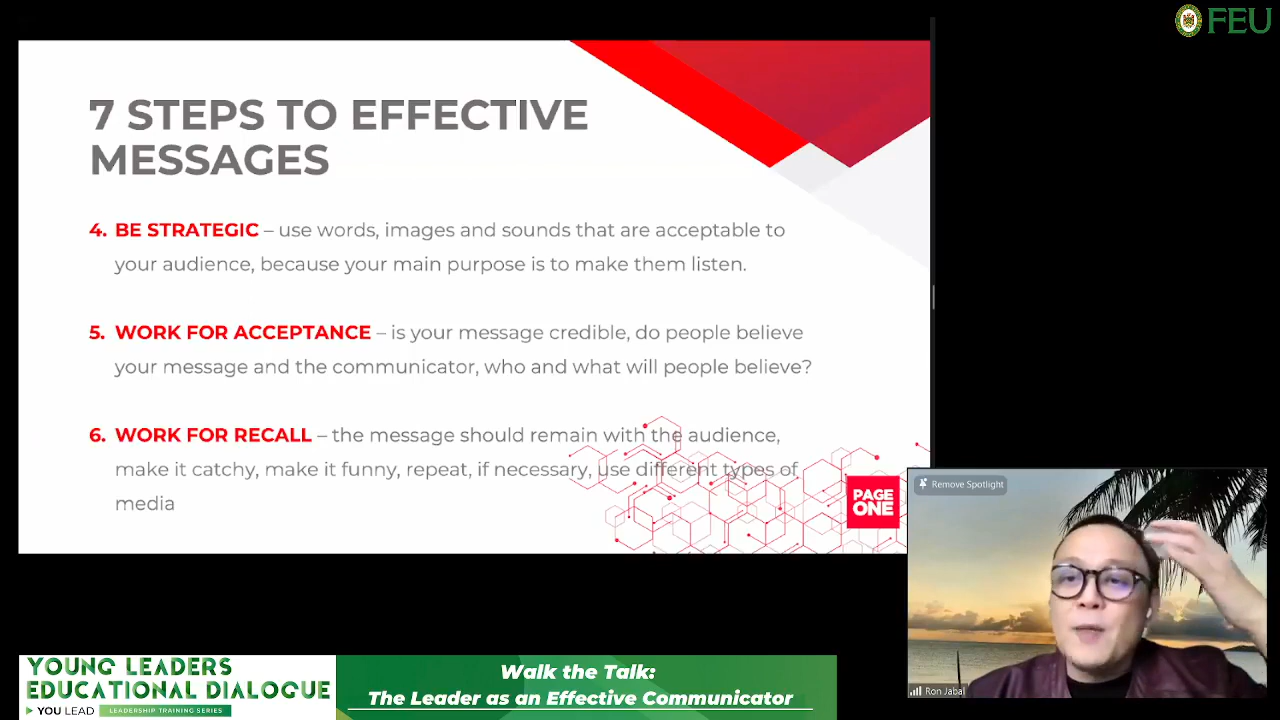 FEU
7 STEPS TO EFFECTIVE
MESSAGES
4. BE STRATEGIC – use words, images and sounds that are acceptable to
your audience, because your main purpose is to make them listen.
5. WORK FOR ACCEPTANCE – is your message credible, do people believe
your message and the communicator, who and what will people believe?
6. WORK FOR RECALL – the message should remain with the audience,
make it catchy, make it funny, repeat, if necessary, use different types of
media
PAGE
ONE
Remove Spotlight
Ron Jabal
YOUNG LEADERS
EDUCATIONAL DIALOGUE
YOU LEAD
LEADERSHIP TRAINING SERIES
Walk the Talk:
The Leader as an Effective Communicator